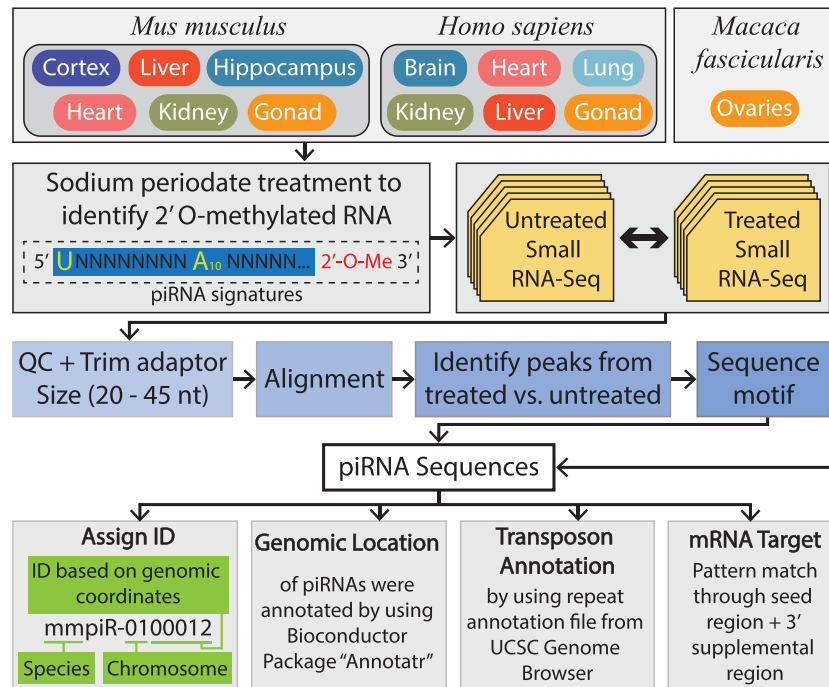 Mus musculus
Cortex Liver Hippocampus
Heart Kidney Gonad
Homo sapiens
Brain Heart Lung
Kidney Liver Gonad
Macaca
fascicularis
Ovaries
Sodium periodate treatment to
identify 2' O-methylated RNA
5' UNNNNNNNN A10 NNNNN... 2'-O-Me 3'
piRNA signatures
Untreated
Small
RNA-Seq
Treated
Small
RNA-Seq
QC + Trim adaptor
Size (20 - 45 nt)
Alignment
Identify peaks from
treated vs. untreated
Sequence
motif
piRNA Sequences
Assign ID
ID based on genomic
coordinates
mmpiR-0100012
Species Chromosome
Genomic Location
of piRNAs were
annotated by using
Bioconductor
Package "Annotatr"
Transposon
Annotation
by using repeat
annotation file from
UCSC Genome
Browser
mRNA Target
Pattern match
through seed
region + 3'
supplemental
region